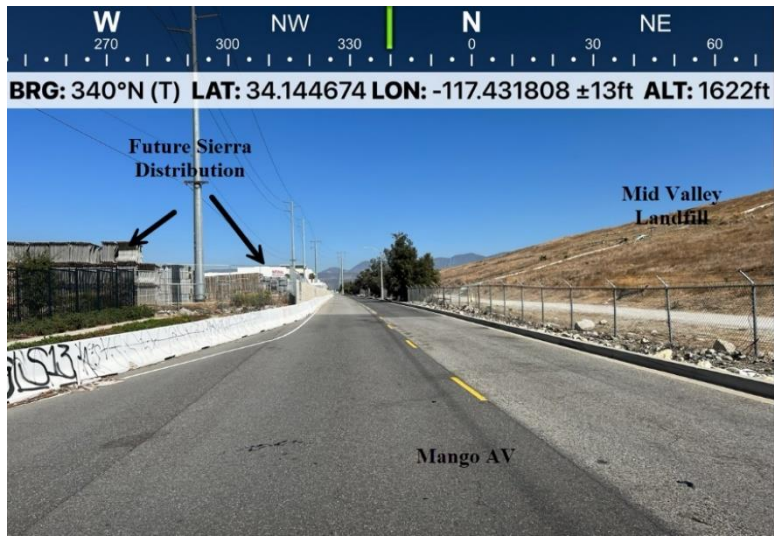 W NW N NE
270 300 330 0 30 60
BRG: 340°N (T) LAT: 34.144674 LON: -117.431808 ±13ft ALT: 1622ft
Future Sierra
Distribution
Mid Valley
Landfill
Mango AV